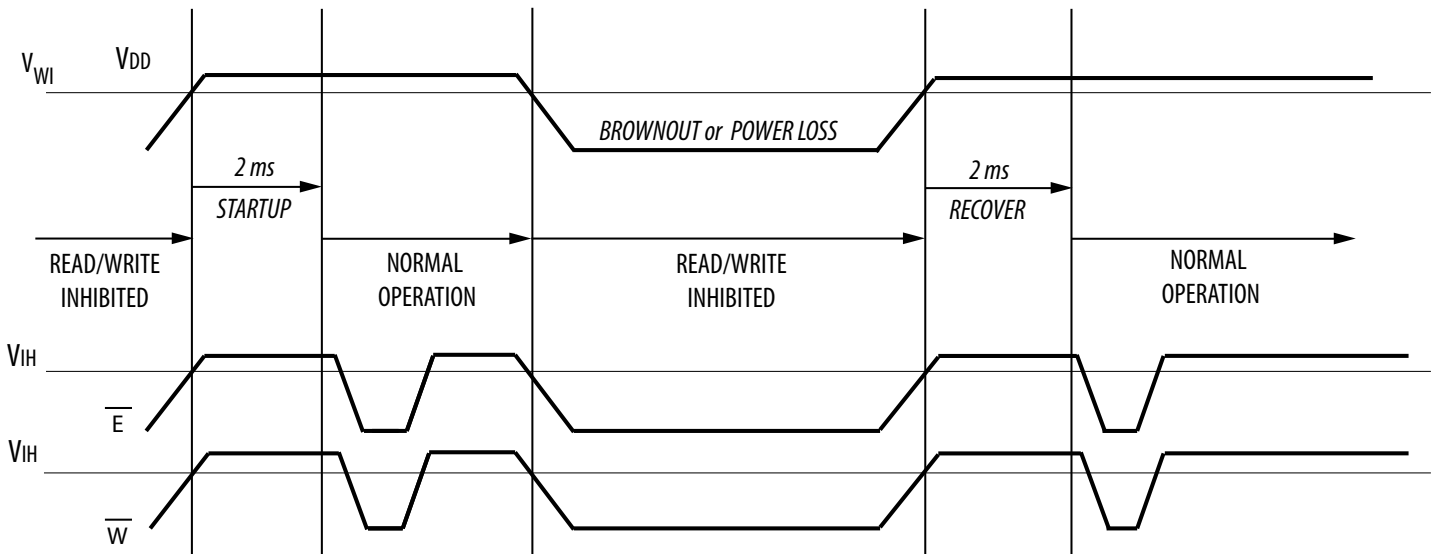 VWI VDD
BROWNOUT or POWER LOSS
2 ms
STARTUP
2 ms
RECOVER
READ/WRITE
INHIBITED
NORMAL
OPERATION
READ/WRITE
INHIBITED
NORMAL
OPERATION
VIH
E
VIH
W